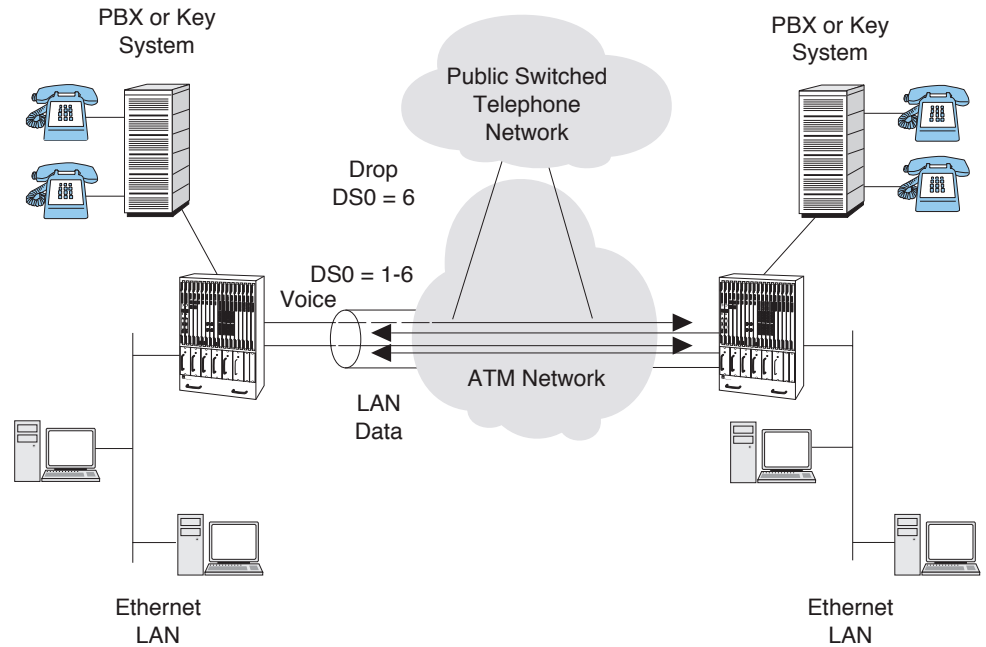 PBX or Key
System
PBX or Key
System
Public Switched
Telephone
Network
Drop
DS0 = 6
DS0 = 1-6
Voice
ATM Network
LAN
Data
Ethernet
LAN
Ethernet
LAN